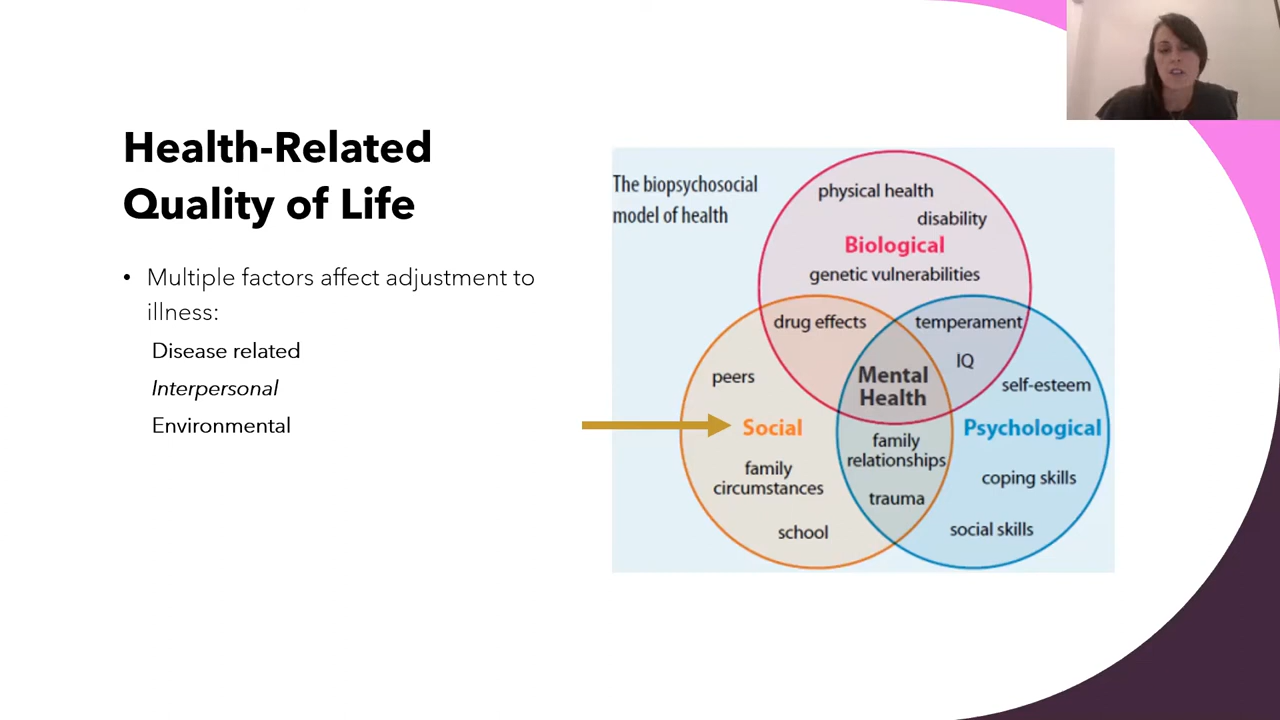 Health-Related
Quality of Life
• Multiple factors affect adjustment to
illness:
Disease related
Interpersonal
Environmental
The biopsychosocial
model of health
physical health
disability
Biological
genetic vulnerabilities
drug effects
temperament
IQ
Mental
Health
peers
self-esteem
Social
Psychological
family
relationships
family
circumstances
coping skills
trauma
school
social skills